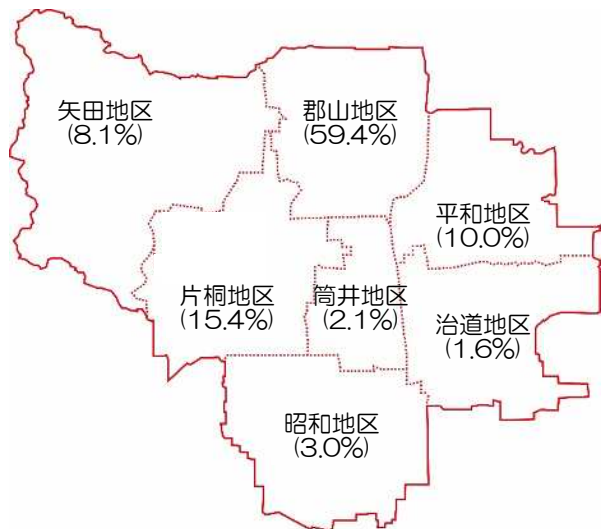 矢田地区
(8.1%)
郡山地区
(59.4%)
平和地区
(10.0%)
片桐地区
(15.4%)
筒井地区
(2.1%)
治道地区
(1.6%)
昭和地区
(3.0%)